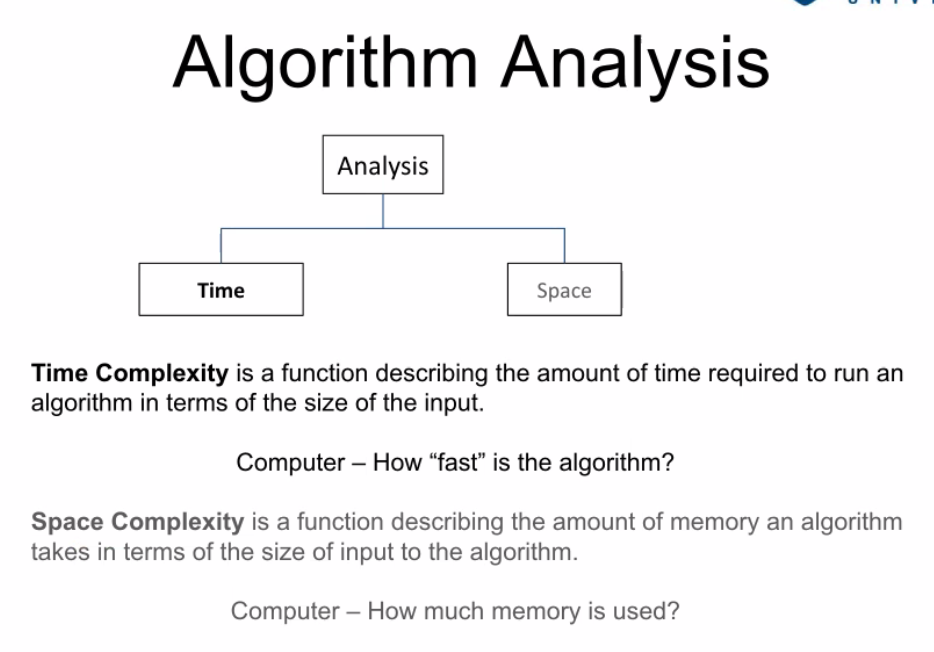 Algorithm Analysis
Analysis
Time
Space
Time Complexity is a function describing the amount of time required to run an
algorithm in terms of the size of the input.
Computer – How “fast” is the algorithm?
Space Complexity is a function describing the amount of memory an algorithm
takes in terms of the size of input to the algorithm.
Computer – How much memory is used?